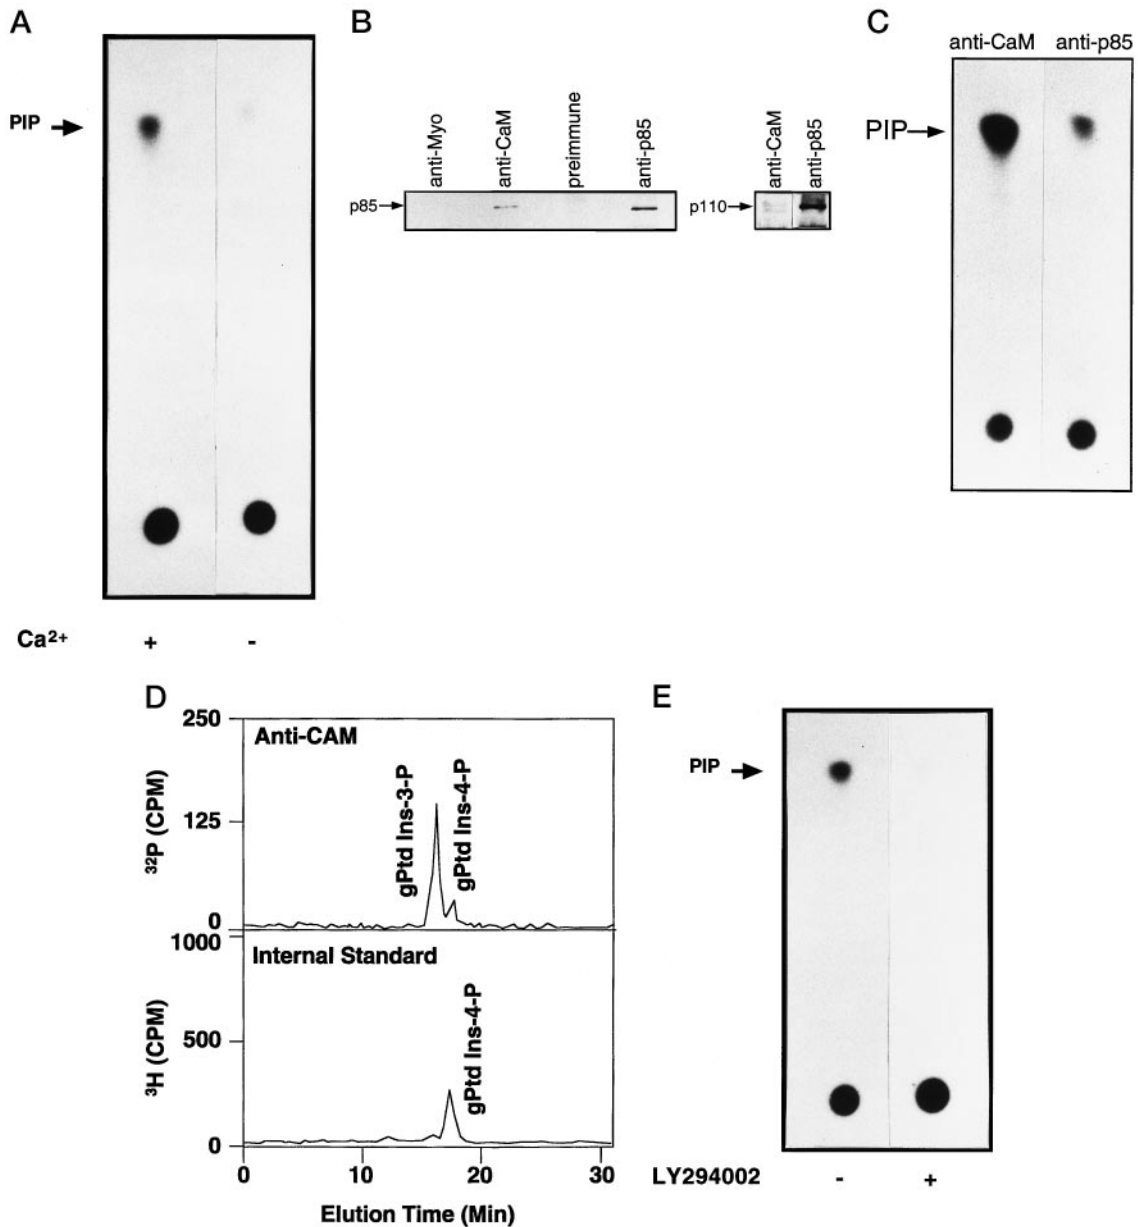 A
PIP
Ca2+
+ -
B
anti-Myo
anti-CaM
preimmune
anti-p85
p85
anti-CaM
anti-p85
p110
C
anti-CaM anti-p85
PIP
D
250
125
0
32P (CPM)
Anti-CAM
gPtd Ins-3-P
gPtd Ins-4-P
1000
500
0
3H (CPM)
Internal Standard
gPtd Ins-4-P
0 10 20 30
Elution Time (Min)
E
PIP
LY294002 - +